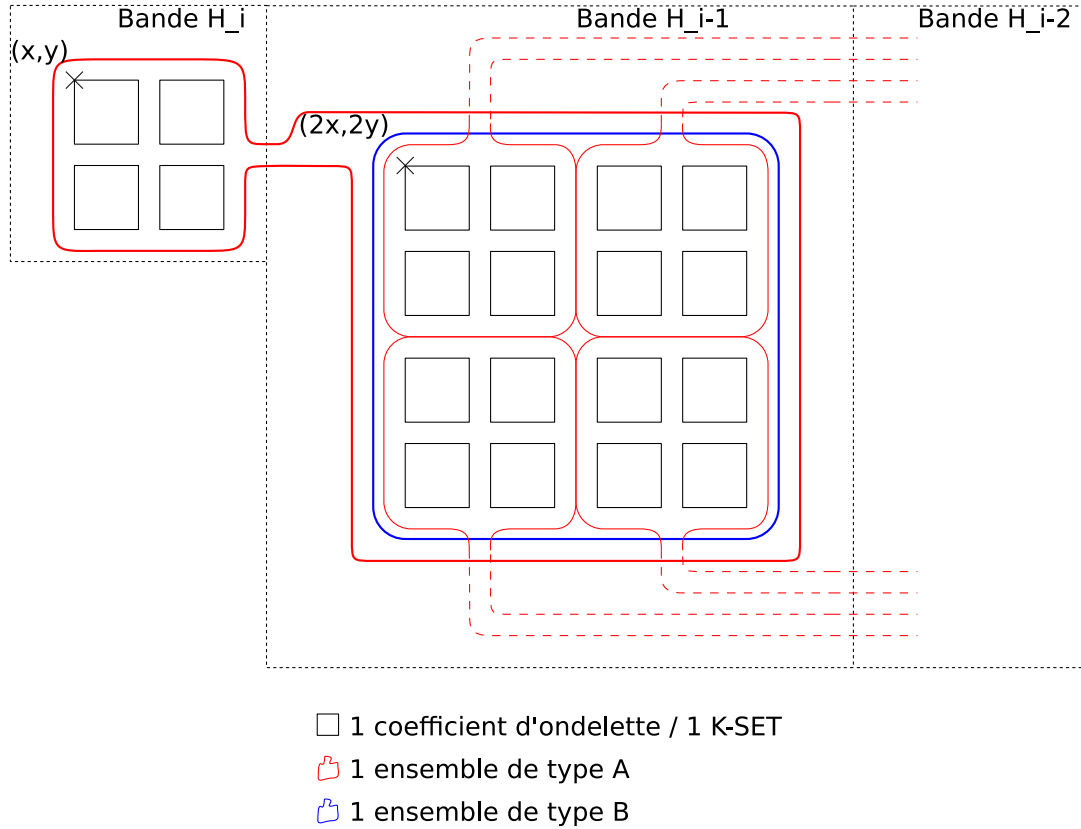 Bande H_i
Bande H_i-1
Bande H_i-2
(x,y)
(2x,2y)
1 coefficient d'ondelette / 1 K-SET
1 ensemble de type A
1 ensemble de type B